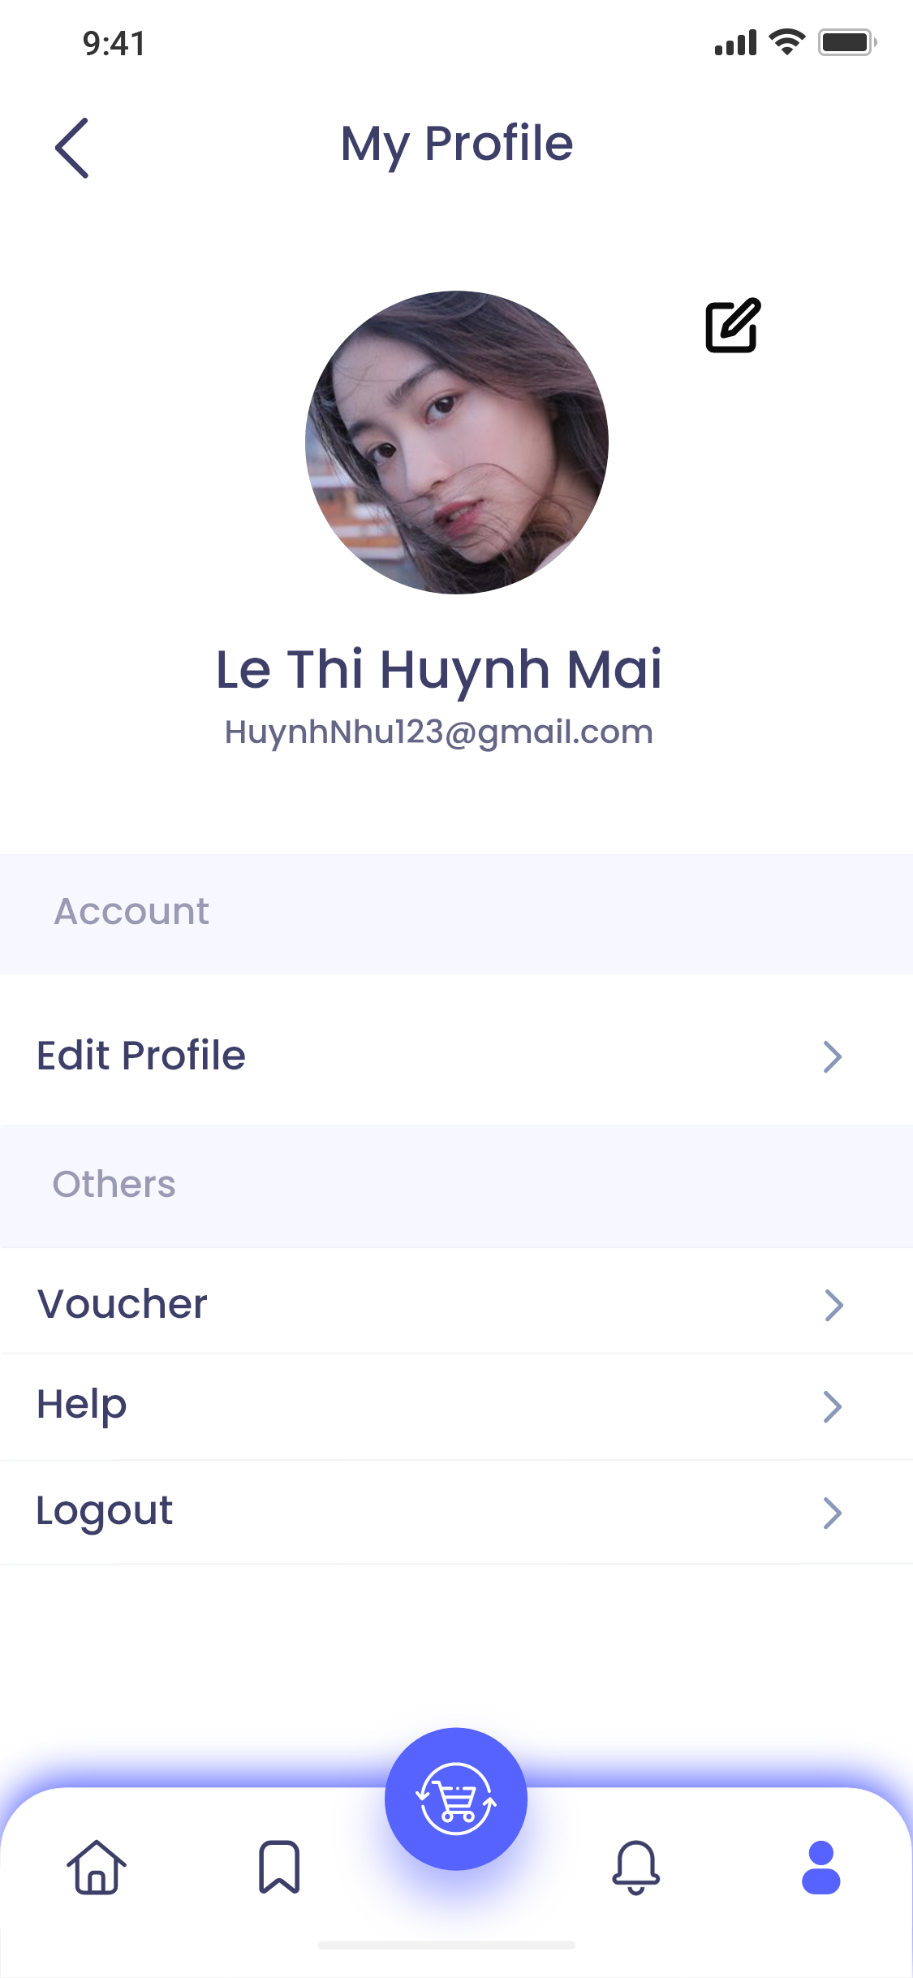 9:41
My Profile
Le Thi Huynh Mai
HuynhNhu123@gmail.com
Account
Edit Profile
Others
Voucher
Help
Logout